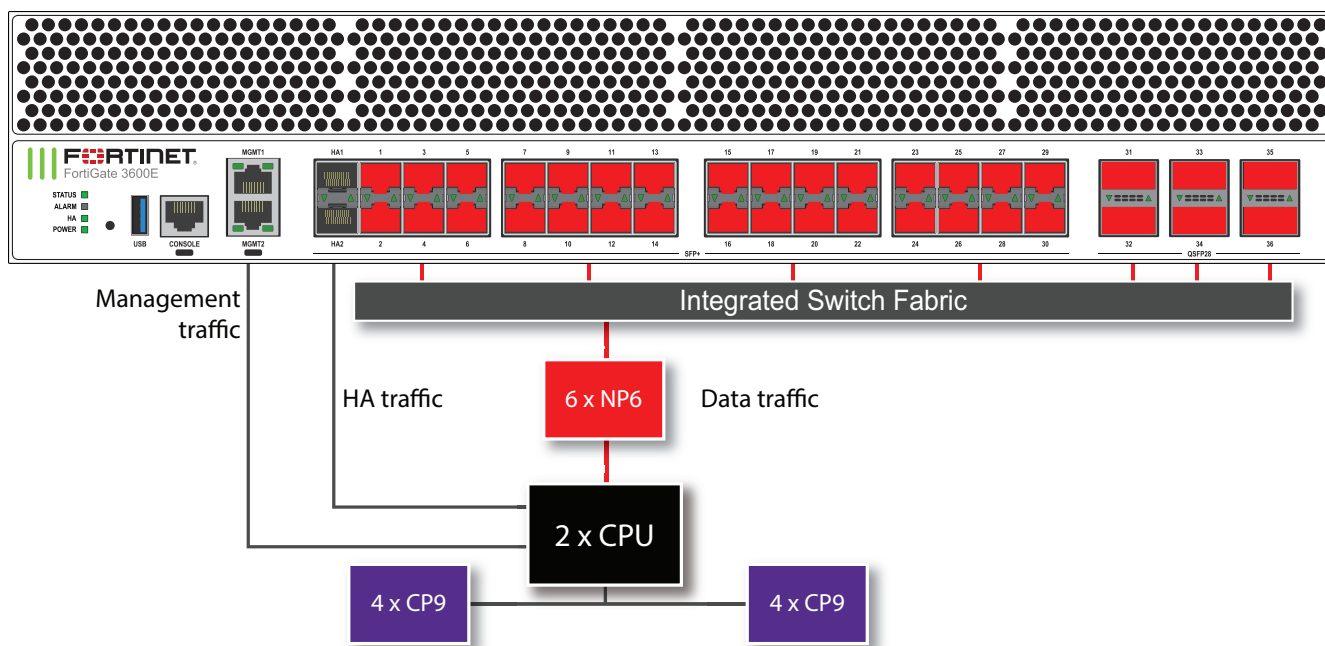 FORTINET
FortiGate 3600E
STATUS
ALARM
HA
POWER
USB
CONSOLE
MGMT1
MGMT2
HA1 1 3 5 7 9 11 13 15 17 19 21 23 25 27 29 31 33 35
HA2 2 4 6 8 10 12 14 16 18 20 22 24 26 28 30 32 34 36
SFP+
QSFP28
Management
traffic
Integrated Switch Fabric
HA traffic
6 x NP6
Data traffic
2 x CPU
4 x CP9
4 x CP9